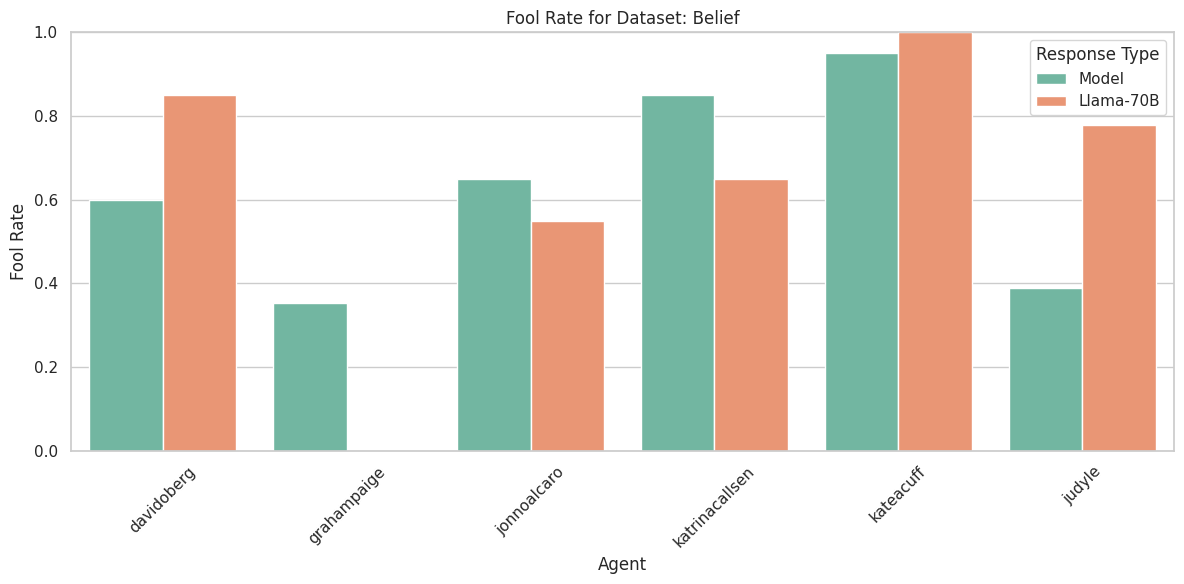 Fool Rate for Dataset: Belief
Fool Rate
1.0
0.8
0.6
0.4
0.2
0.0
Response Type
Model
Llama-70B
davidoberg
grahampaige
jonnoalcaro
katrinacallsen
kateacuff
judyle
Agent